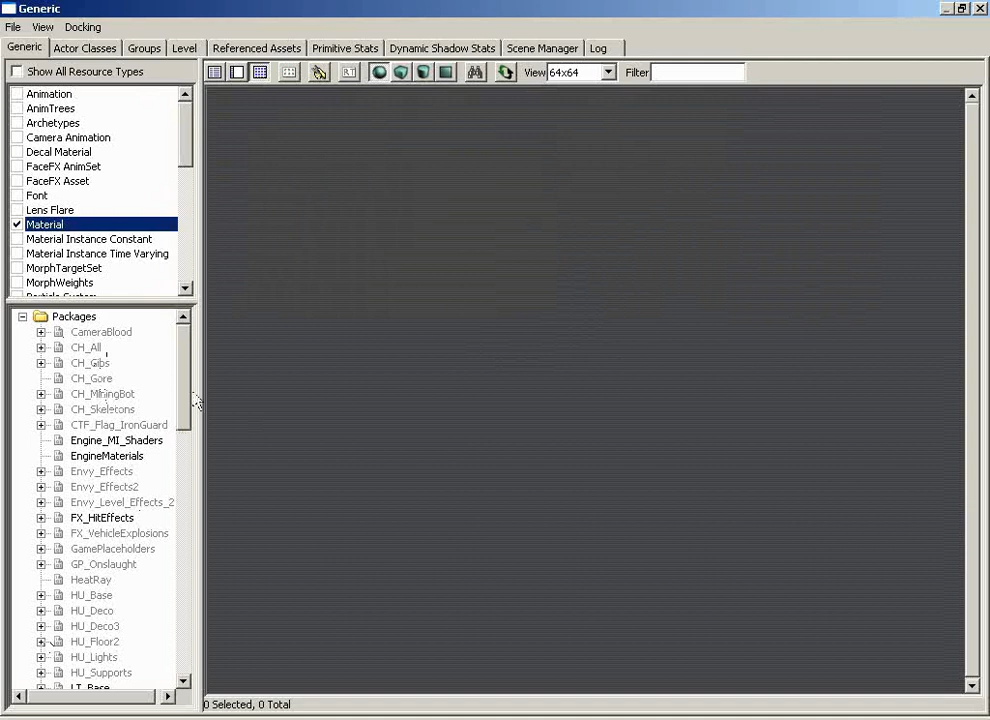 Generic
File View Docking
Generic Actor Classes Groups Level Referenced Assets Primitive Stats Dynamic Shadow Stats Scene Manager Log
Show All Resource Types
View 64x64 Filter
Animation
AnimTrees
Archetypes
Camera Animation
Decal Material
FaceFX AnimSet
FaceFX Asset
Font
Lens Flare
Material
Material Instance Constant
Material Instance Time Varying
MorphTargetSet
MorphWeights
Packages
CameraBlood
CH_All
CH_Gibs
CH_Gore
CH_MiningBot
CH_Skeletons
CTF_Flag_IronGuard
Engine_MI_Shaders
EngineMaterials
Envy_Effects
Envy_Effects2
Envy_Level_Effects_2
FX_HitEffects
FX_VehicleExplosions
GamePlaceholders
GP_Onslaught
HeatRay
HU_Base
HU_Deco
HU_Deco3
HU_Floor2
HU_Lights
HU_Supports
0 Selected, 0 Total